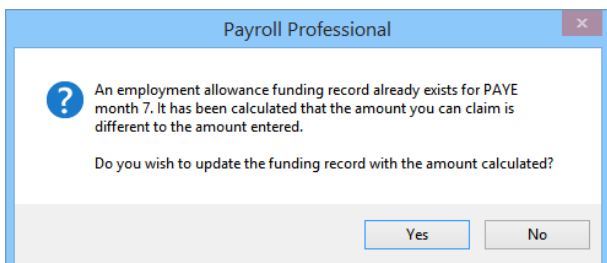 Payroll Professional
An employment allowance funding record already exists for PAYE
month 7. It has been calculated that the amount you can claim is
different to the amount entered.
Do you wish to update the funding record with the amount calculated?
Yes No